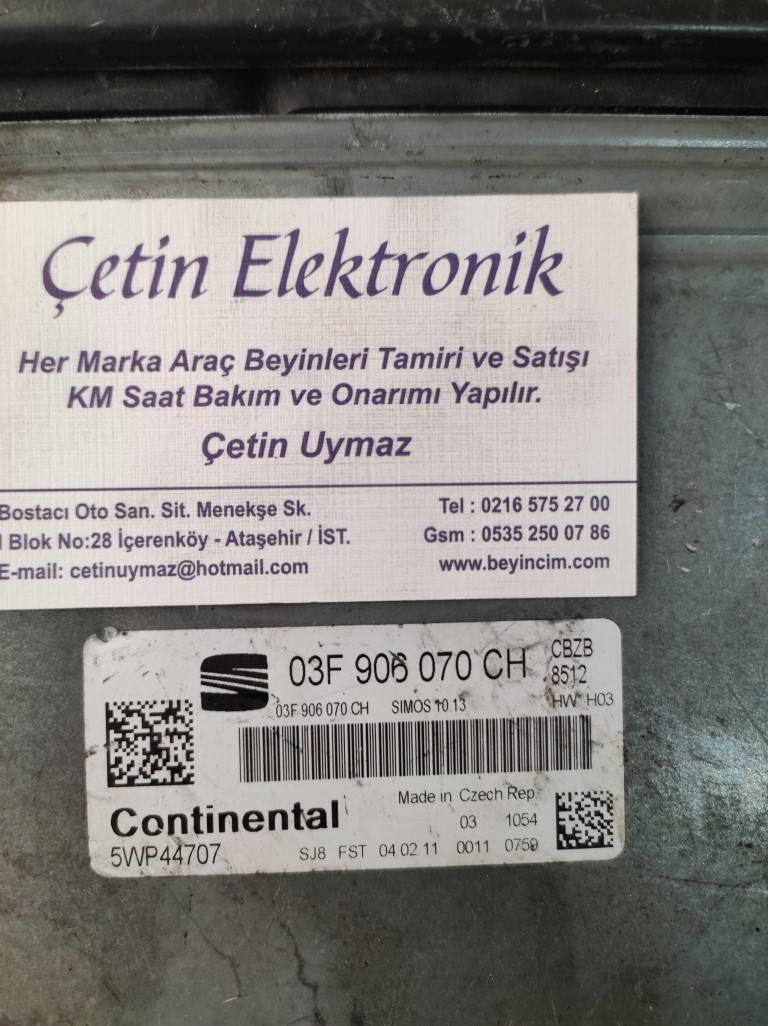 Çetin Elektronik
Her Marka Araç Beyinleri Tamiri ve Satışı
KM Saat Bakım ve Onarımı Yapılır.
Çetin Uymaz
Bostacı Oto San. Sit. Menekşe Sk.
I Blok No:28 İçerenköy - Ataşehir / İST.
E-mail: cetinuymaz@hotmail.com
Tel : 0216 575 27 00
Gsm : 0535 250 07 86
www.beyincim.com
03F 906 070 CH
CBZB
8512
03F 906 070 CH SIMOS 10.13
HW H03
Continental
Made in Czech Rep.
03 1054
5WP44707
SJ8 FST 04.02.11 0011 0759